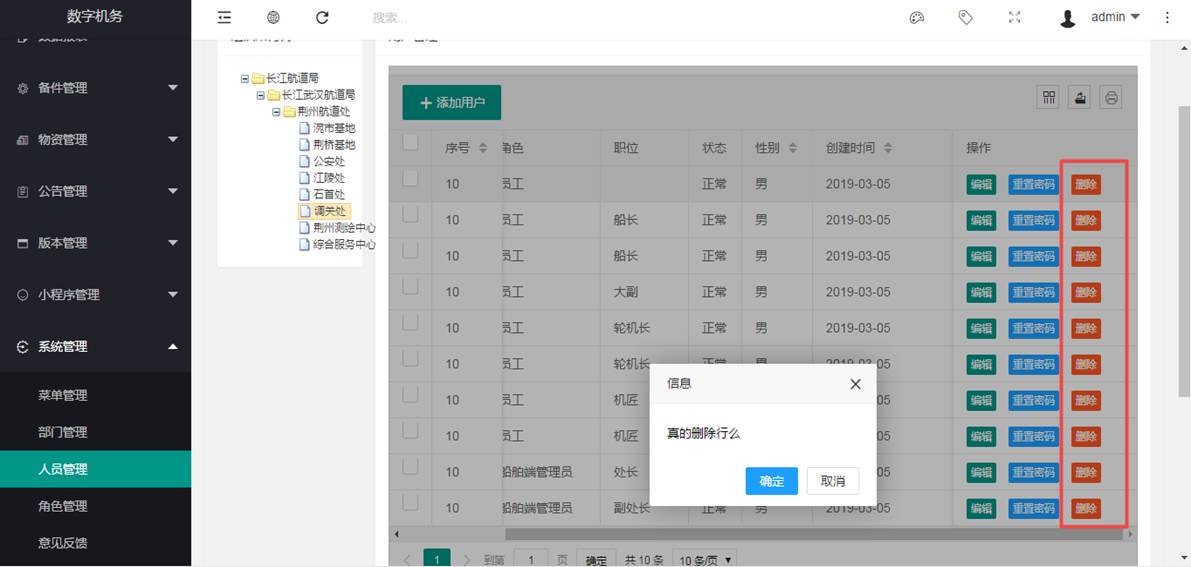 数字机务
搜索...
admin
备件管理
物资管理
公告管理
版本管理
小程序管理
系统管理
菜单管理
部门管理
人员管理
角色管理
意见反馈
长江航道局
长江武汉航道局
荆州航道处
涴市基地
荆桥基地
公安处
江陵处
石首处
调关处
荆州测绘中心
综合服务中心
添加用户
序号 角色 职位 状态 性别 创建时间 操作
10 员工 正常 男 2019-03-05 编辑 重置密码 删除
10 员工 船长 正常 男 2019-03-05 编辑 重置密码 删除
10 员工 船长 正常 男 2019-03-05 编辑 重置密码 删除
10 员工 大副 正常 男 2019-03-05 编辑 重置密码 删除
10 员工 轮机长 正常 男 2019-03-05 编辑 重置密码 删除
10 员工 轮机长 正常 男 2019-03-05 编辑 重置密码 删除
10 员工 机匠 05 编辑 重置密码 删除
10 员工 机匠 05 编辑 重置密码 删除
10 船舶端管理员 处长 05 编辑 重置密码 删除
10 船舶端管理员 副处长 正常 男 2019-03-05 编辑 重置密码 删除
信息
真的删除行么
确定 取消
1 到第 1 页 确定 共 10 条 10 条/页